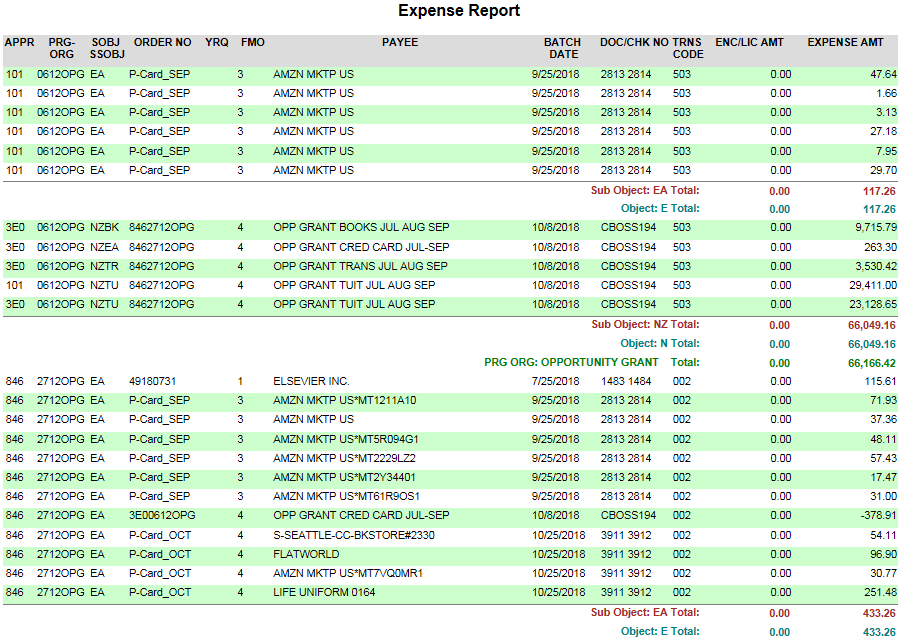 Expense Report
APPR PRG- SOBJ ORDER NO YRQ FMO PAYEE BATCH DOC/CHK NO TRNS ENC/LIC AMT EXPENSE AMT
ORG SSOBJ DATE CODE
101 0612OPG EA P-Card_SEP 3 AMZN MKTP US 9/25/2018 2813 2814 503 0.00 47.64
101 0612OPG EA P-Card_SEP 3 AMZN MKTP US 9/25/2018 2813 2814 503 0.00 1.66
101 0612OPG EA P-Card_SEP 3 AMZN MKTP US 9/25/2018 2813 2814 503 0.00 3.13
101 0612OPG EA P-Card_SEP 3 AMZN MKTP US 9/25/2018 2813 2814 503 0.00 27.18
101 0612OPG EA P-Card_SEP 3 AMZN MKTP US 9/25/2018 2813 2814 503 0.00 7.95
101 0612OPG EA P-Card_SEP 3 AMZN MKTP US 9/25/2018 2813 2814 503 0.00 29.70
Sub Object: EA Total: 0.00 117.26
Object: E Total: 0.00 117.26
3E0 0612OPG NZBK 8462712OPG 4 OPP GRANT BOOKS JUL AUG SEP 10/8/2018 CBOSS194 503 0.00 9,715.79
3E0 0612OPG NZEA 8462712OPG 4 OPP GRANT CRED CARD JUL-SEP 10/8/2018 CBOSS194 503 0.00 263.30
3E0 0612OPG NZTR 8462712OPG 4 OPP GRANT TRANS JUL AUG SEP 10/8/2018 CBOSS194 503 0.00 3,530.42
101 0612OPG NZTU 8462712OPG 4 OPP GRANT TUIT JUL AUG SEP 10/8/2018 CBOSS194 503 0.00 29,411.00
3E0 0612OPG NZTU 8462712OPG 4 OPP GRANT TUIT JUL AUG SEP 10/8/2018 CBOSS194 503 0.00 23,128.65
Sub Object: NZ Total: 0.00 66,049.16
Object: N Total: 0.00 66,049.16
PRG ORG: OPPORTUNITY GRANT Total: 0.00 66,166.42
846 2712OPG EA 49180731 1 ELSEVIER INC. 7/25/2018 1483 1484 002 0.00 115.61
846 2712OPG EA P-Card_SEP 3 AMZN MKTP US*MT1211A10 9/25/2018 2813 2814 002 0.00 71.93
846 2712OPG EA P-Card_SEP 3 AMZN MKTP US 9/25/2018 2813 2814 002 0.00 37.36
846 2712OPG EA P-Card_SEP 3 AMZN MKTP US*MT5R094G1 9/25/2018 2813 2814 002 0.00 48.11
846 2712OPG EA P-Card_SEP 3 AMZN MKTP US*MT2229LZ2 9/25/2018 2813 2814 002 0.00 57.43
846 2712OPG EA P-Card_SEP 3 AMZN MKTP US*MT2Y34401 9/25/2018 2813 2814 002 0.00 17.47
846 2712OPG EA P-Card_SEP 3 AMZN MKTP US*MT61R9OS1 9/25/2018 2813 2814 002 0.00 31.00
846 2712OPG EA 3E00612OPG 4 OPP GRANT CRED CARD JUL-SEP 10/8/2018 CBOSS194 002 0.00 -378.91
846 2712OPG EA P-Card_OCT 4 S-SEATTLE-CC-BKSTORE#2330 10/25/2018 3911 3912 002 0.00 54.11
846 2712OPG EA P-Card_OCT 4 FLATWORLD 10/25/2018 3911 3912 002 0.00 96.90
846 2712OPG EA P-Card_OCT 4 AMZN MKTP US*MT7VQ0MR1 10/25/2018 3911 3912 002 0.00 30.77
846 2712OPG EA P-Card_OCT 4 LIFE UNIFORM 0164 10/25/2018 3911 3912 002 0.00 251.48
Sub Object: EA Total: 0.00 433.26
Object: E Total: 0.00 433.26